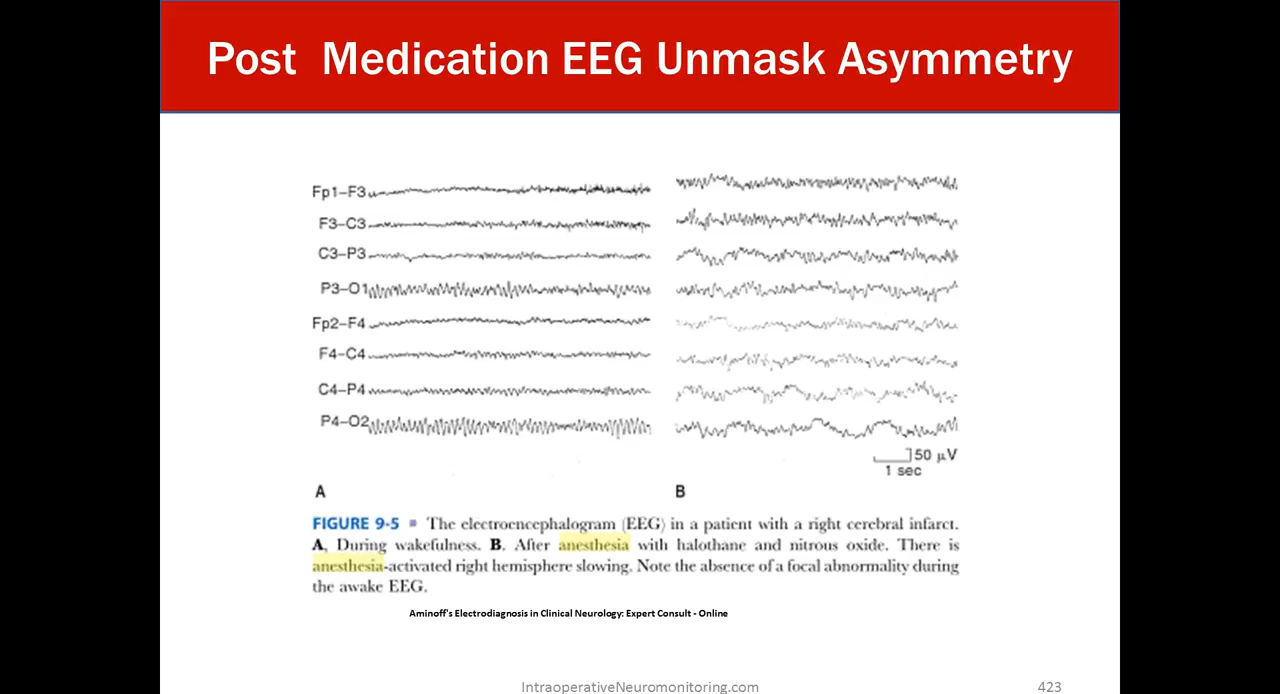 Post Medication EEG Unmask Asymmetry
Fp1–F3
F3–C3
C3–P3
P3–O1
Fp2–F4
F4–C4
C4–P4
P4–O2
50 μV
1 sec
A
B
FIGURE 9-5 ■ The electroencephalogram (EEG) in a patient with a right cerebral infarct.
A, During wakefulness. B. After anesthesia with halothane and nitrous oxide. There is
anesthesia-activated right hemisphere slowing. Note the absence of a focal abnormality during
the awake EEG.
Aminoff's Electrodiagnosis in Clinical Neurology: Expert Consult - Online
IntraoperativeNeuromonitoring.com
423